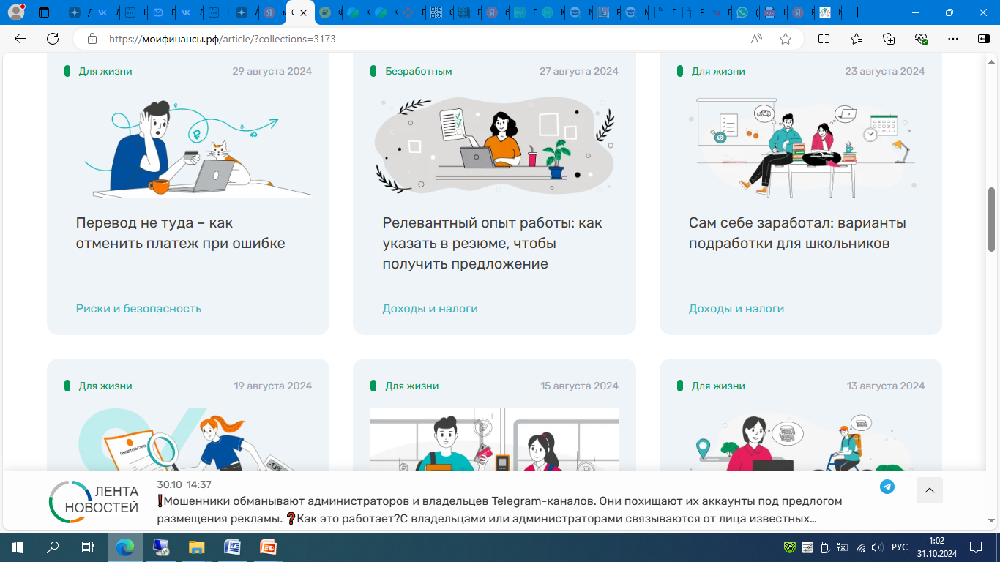 https://моифинансы.рф/article/?collections=3173
Для жизни
29 августа 2024
Безработным
27 августа 2024
Для жизни
23 августа 2024
Перевод не туда – как
отменить платеж при ошибке
Релевантный опыт работы: как
указать в резюме, чтобы
получить предложение
Сам себе заработал: варианты
подработки для школьников
Риски и безопасность
Доходы и налоги
Доходы и налоги
Для жизни
19 августа 2024
Для жизни
15 августа 2024
Для жизни
13 августа 2024
СВИДЕТЕЛЬСТВО
-13%
ЛЕНТА
НОВОСТЕЙ
30.10 14:37
❗Мошенники обманывают администраторов и владельцев Telegram-каналов. Они похищают их аккаунты под предлогом
размещения рекламы. ❓Как это работает?С владельцами или администраторами связываются от лица известных...
РУС
1:02
31.10.2024